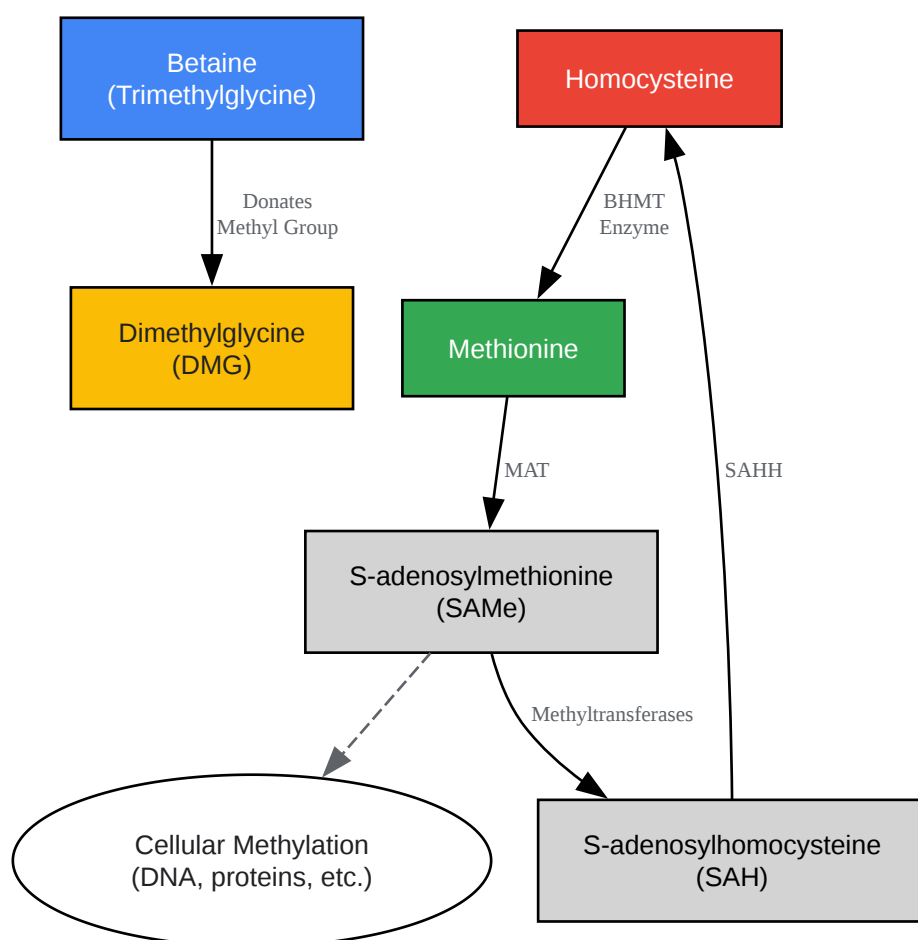 Betaine
(Trimethylglycine)
Homocysteine
Donates
Methyl Group
BHMT
Enzyme
Dimethylglycine
(DMG)
Methionine
MAT
SAHH
S-adenosylmethionine
(SAMe)
Methyltransferases
Cellular Methylation
(DNA, proteins, etc.)
S-adenosylhomocysteine
(SAH)